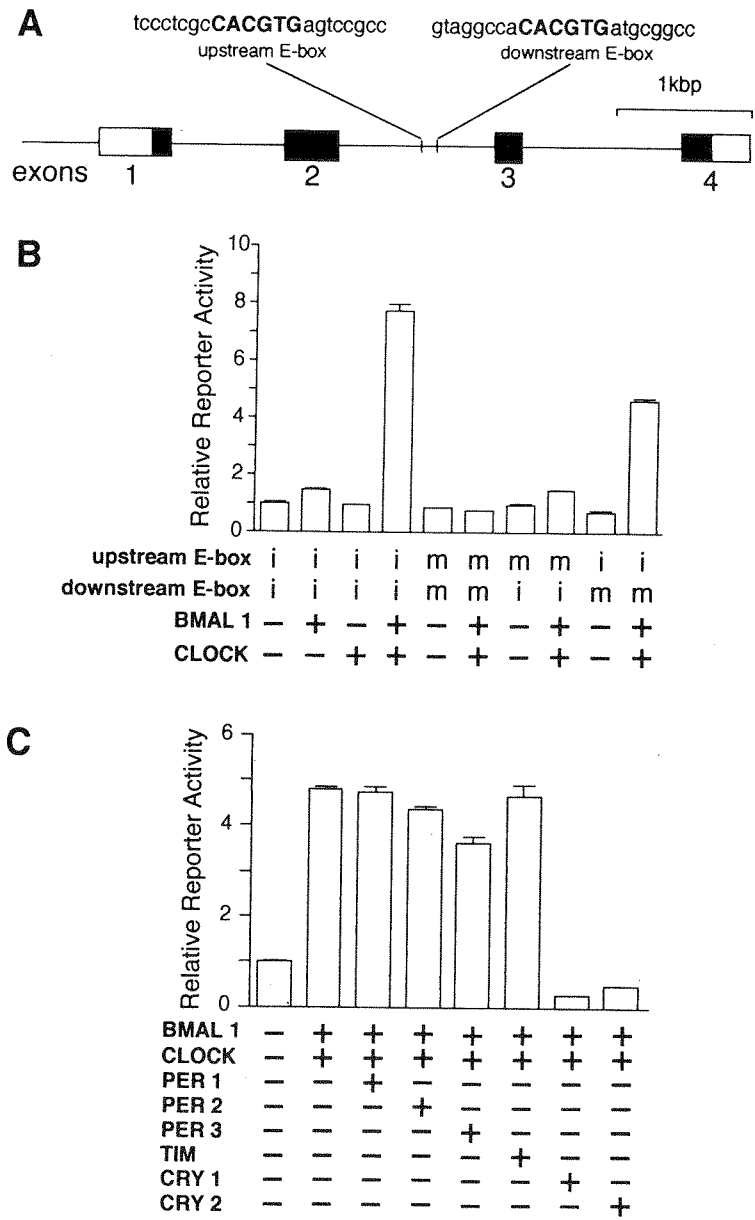 A
tccctcgcCACGTGagtccgcc gtaggccaCACGTGatgcggcc
upstream E-box downstream E-box
1kbp
exons 1 2 3 4
B
Relative Reporter Activity
10
8
6
4
2
0
upstream E-box i i i i m m m m i i
downstream E-box i i i i m m i i m m
BMAL 1 − + − + − + − + − +
CLOCK − − + + − + − + − +
C
Relative Reporter Activity
6
4
2
0
BMAL 1 − + + + + + + +
CLOCK − + + + + + + +
PER 1 − − + − − − − −
PER 2 − − − + − − − −
PER 3 − − − − + − − −
TIM − − − − − + − −
CRY 1 − − − − − − + −
CRY 2 − − − − − − − +